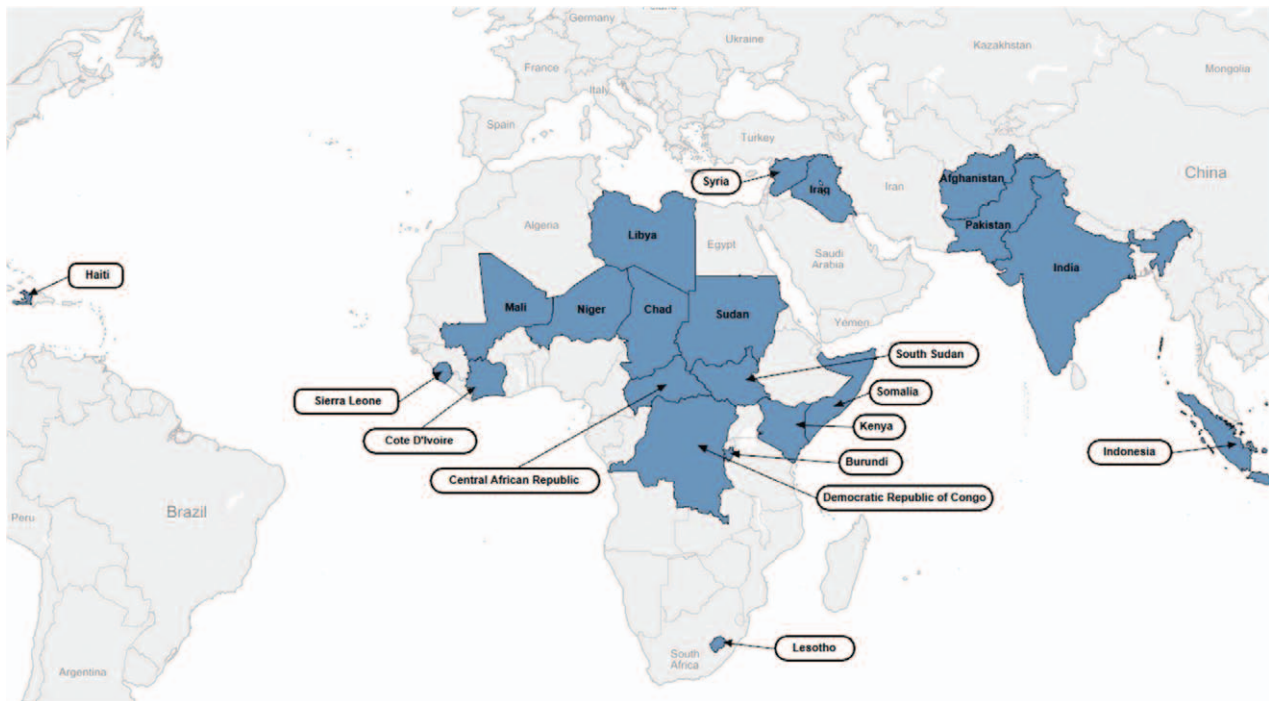 Germany
Ukraine
Kazakhstan
Mongolia
France
Italy
Spain
Turkey
China
Syria
Iraq
Iran
Afghanistan
Pakistan
Algeria
Libya
Egypt
Saudi
Arabia
India
Haiti
Mali
Niger
Chad
Sudan
Yemen
South Sudan
Sierra Leone
Somalia
Cote D'Ivoire
Kenya
Indonesia
Burundi
Central African Republic
Democratic Republic of Congo
Brazil
Peru
Lesotho
South
Africa
Argentina